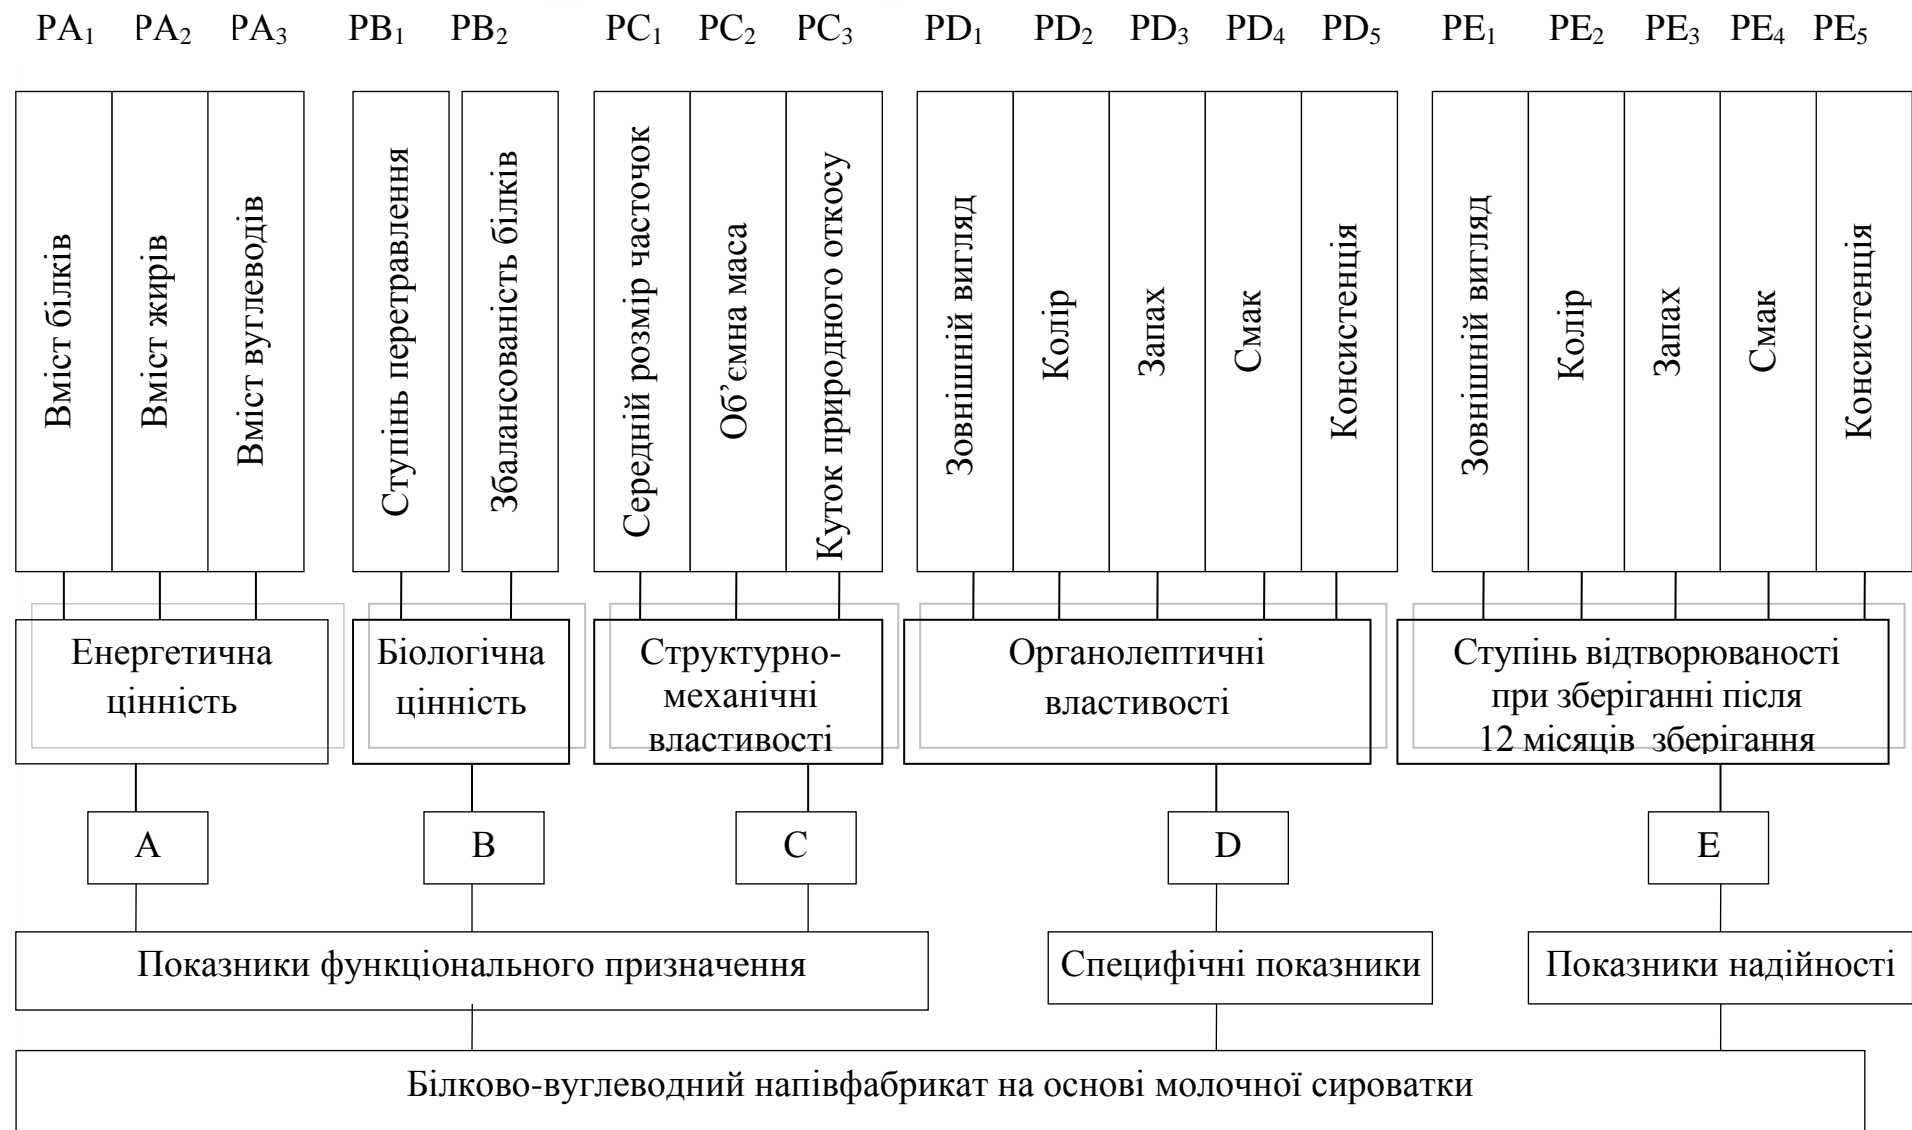 PA1 PA2 PA3 PB1 PB2 PC1 PC2 PC3 PD1 PD2 PD3 PD4 PD5 PE1 PE2 PE3 PE4 PE5
Вміст білків
Вміст жирів
Вміст вуглеводів
Ступінь перетравлення
Збалансованість білків
Середній розмір часточок
Об’ємна маса
Куток природного откосу
Зовнішній вигляд
Колір
Запах
Смак
Консистенція
Зовнішній вигляд
Колір
Запах
Смак
Консистенція
Енергетична
цінність
Біологічна
цінність
Структурно-
механічні
властивості
Органолептичні
властивості
Ступінь відтворюваності
при зберіганні після
12 місяців зберігання
A
B
C
D
E
Показники функціонального призначення
Специфічні показники
Показники надійності
Білково-вуглеводний напівфабрикат на основі молочної сироватки